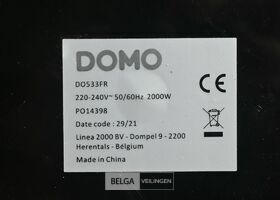 DOMO
DO533FR
220-240V~ 50/60Hz 2000W
PO14398
Date code : 29/21
Linea 2000 BV - Dompel 9 - 2200
Herentals - Bëlgium
Made in China
CE
BELGA VEILINGEN